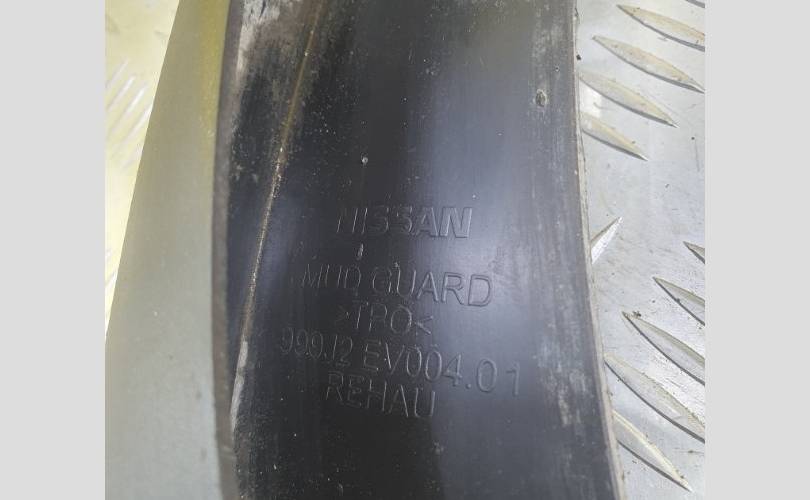 NISSAN
MUD GUARD
>TPO<
999J2 EV004.01
REHAU